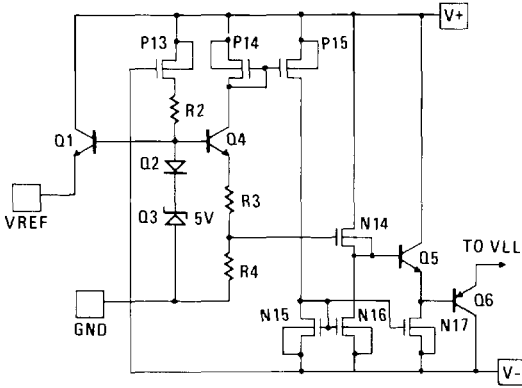 V+
P13
P14
P15
R2
Q1
Q4
Q2
Q3
5V
R3
N14
VREF
TO VLL
Q5
R4
Q6
GND
N15
N16
N17
V-